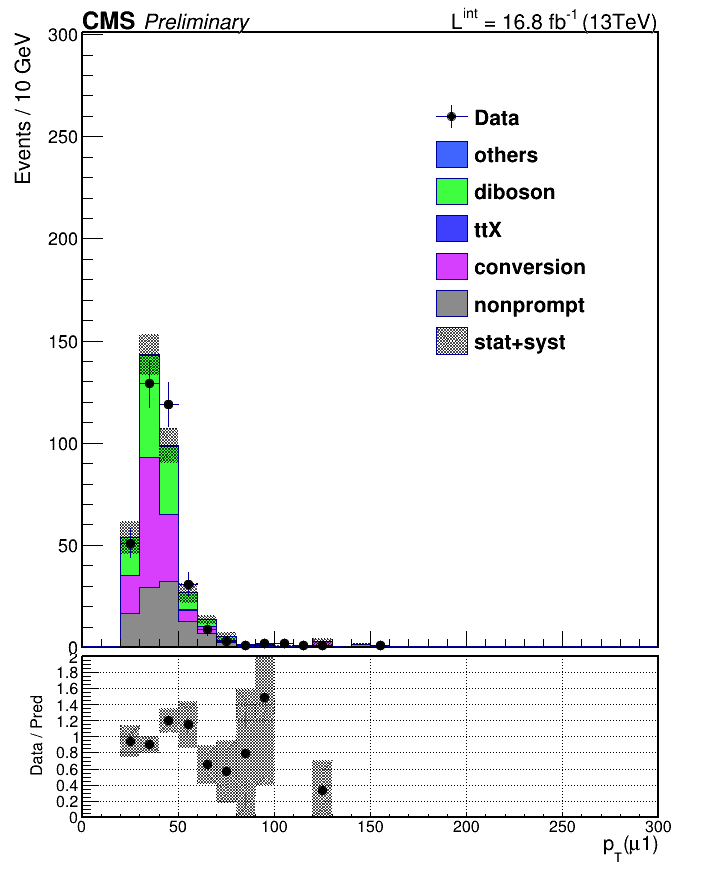 CMS Preliminary
L^int = 16.8 fb^-1 (13TeV)
Events / 10 GeV
300
250
200
150
100
50
0
Data
others
diboson
ttX
conversion
nonprompt
stat+syst
Data / Pred
2
1.8
1.6
1.4
1.2
1
0.8
0.6
0.4
0.2
0
0 50 100 150 200 250 300
p_T(μ1)